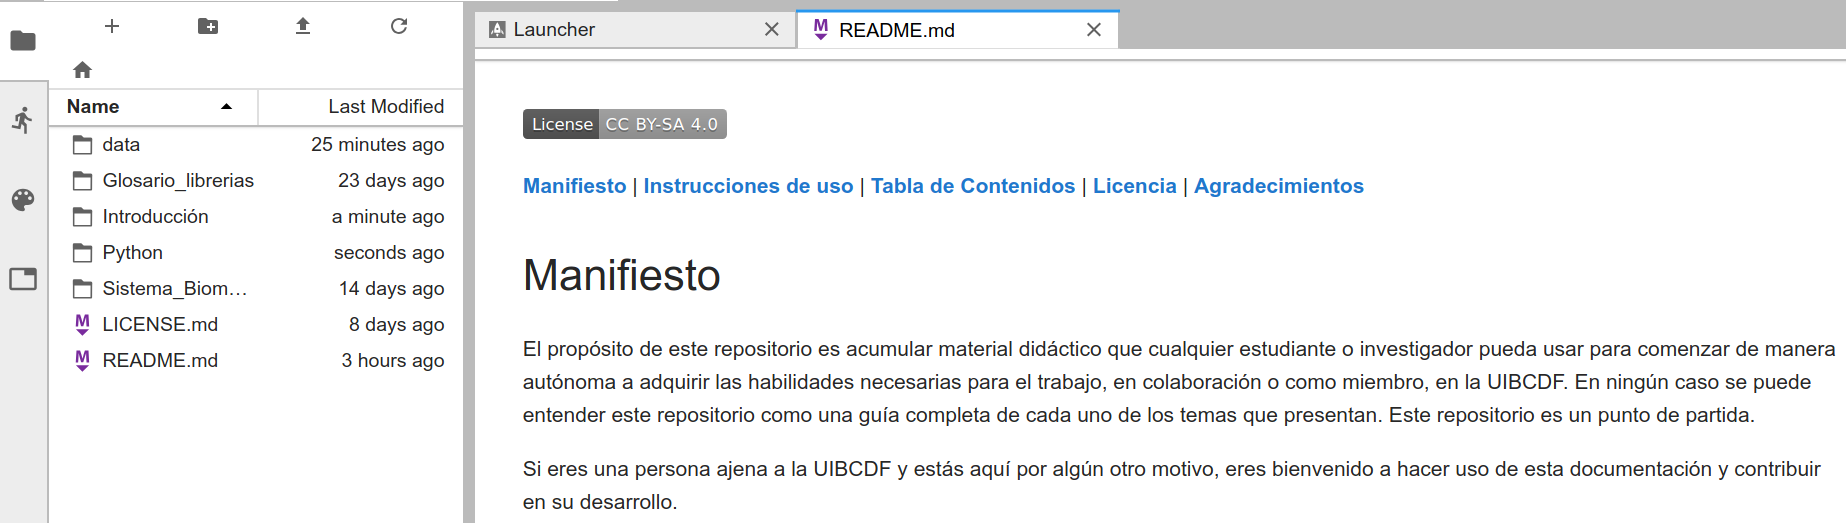 Launcher
README.md
Name
Last Modified
data 25 minutes ago
Glosario_librerias 23 days ago
Introducción a minute ago
Python seconds ago
Sistema_Biom… 14 days ago
LICENSE.md 8 days ago
README.md 3 hours ago
License CC BY-SA 4.0
Manifiesto | Instrucciones de uso | Tabla de Contenidos | Licencia | Agradecimientos
Manifiesto
El propósito de este repositorio es acumular material didáctico que cualquier estudiante o investigador pueda usar para comenzar de manera
autónoma a adquirir las habilidades necesarias para el trabajo, en colaboración o como miembro, en la UIBCDF. En ningún caso se puede
entender este repositorio como una guía completa de cada uno de los temas que presentan. Este repositorio es un punto de partida.
Si eres una persona ajena a la UIBCDF y estás aquí por algún otro motivo, eres bienvenido a hacer uso de esta documentación y contribuir
en su desarrollo.